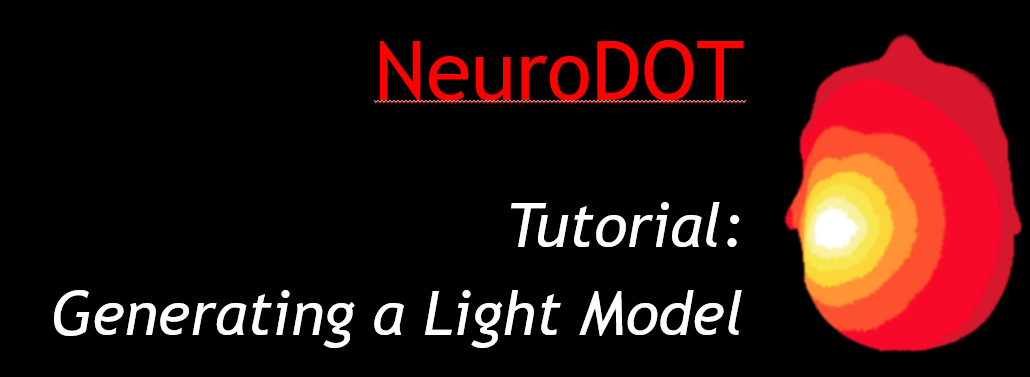 NeuroDOT
Tutorial:
Generating a Light Model